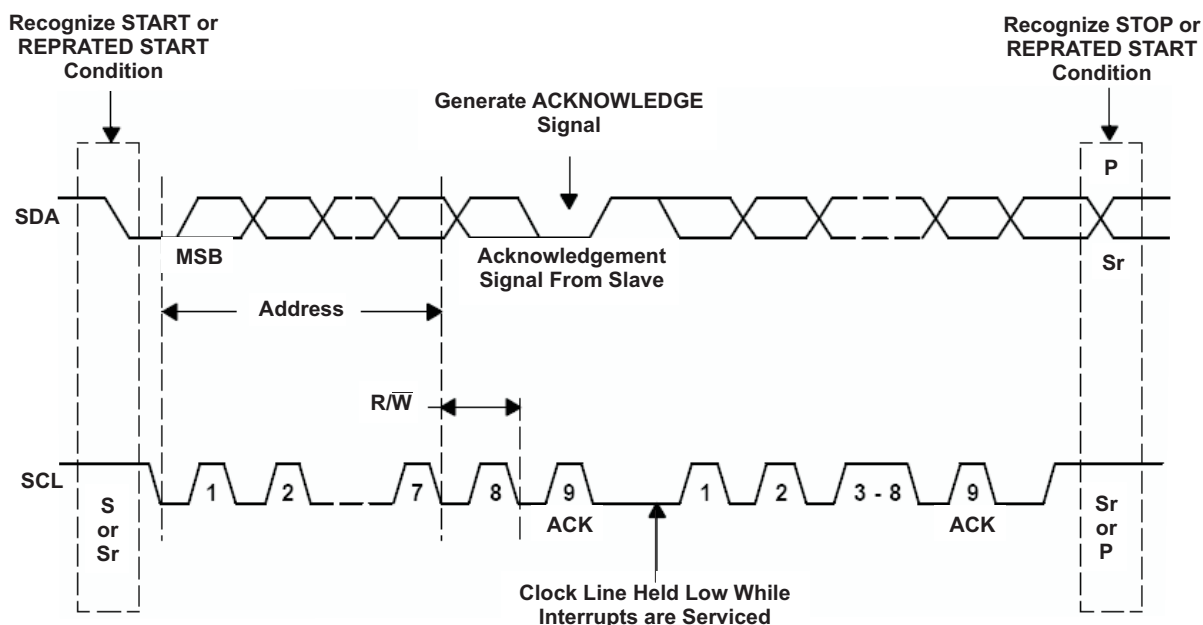 Recognize START or
REPRATED START
Condition
Recognize STOP or
REPRATED START
Condition
Generate ACKNOWLEDGE
Signal
P
SDA
MSB
Acknowledgement
Signal From Slave
Sr
Address
R/W̅
SCL
1
2
7
8
9
1
2
3 - 8
9
ACK
ACK
S
or
Sr
Sr
or
P
Clock Line Held Low While
Interrupts are Serviced